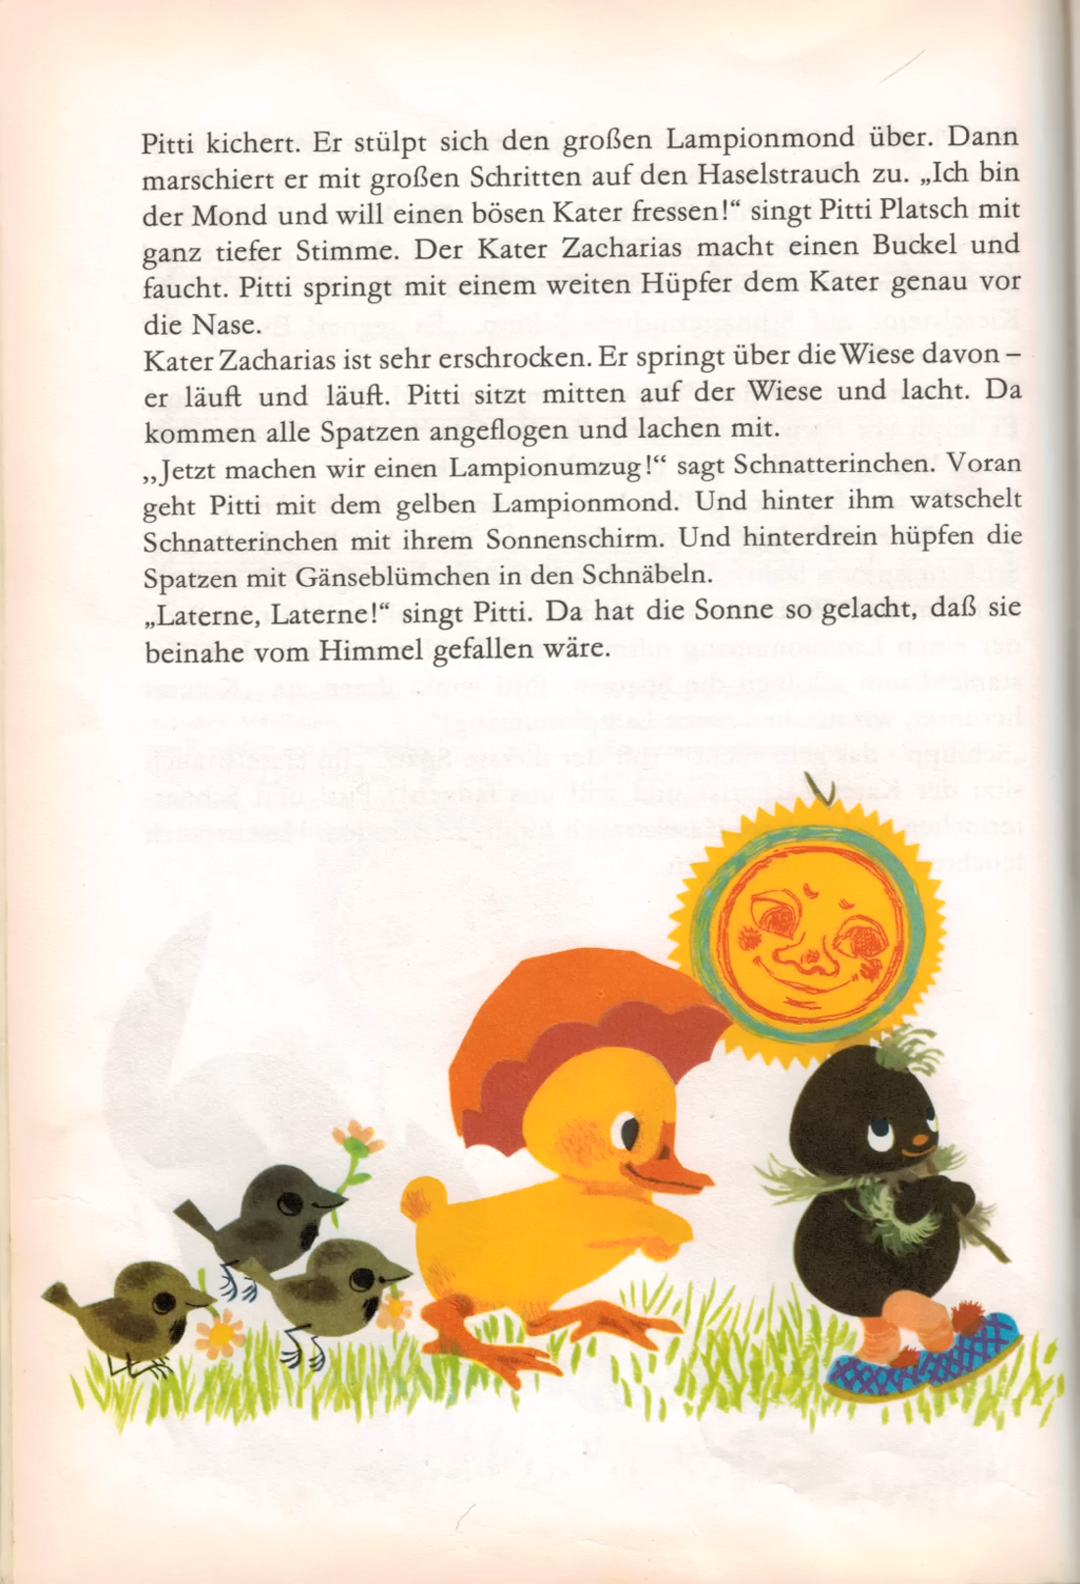 Pitti kichert. Er stülpt sich den großen Lampionmond über. Dann
marschiert er mit großen Schritten auf den Haselstrauch zu. „Ich bin
der Mond und will einen bösen Kater fressen!“ singt Pitti Platsch mit
ganz tiefer Stimme. Der Kater Zacharias macht einen Buckel und
faucht. Pitti springt mit einem weiten Hüpfer dem Kater genau vor
die Nase.
Kater Zacharias ist sehr erschrocken. Er springt über die Wiese davon –
er läuft und läuft. Pitti sitzt mitten auf der Wiese und lacht. Da
kommen alle Spatzen angeflogen und lachen mit.
„Jetzt machen wir einen Lampionumzug!“ sagt Schnatterinchen. Voran
geht Pitti mit dem gelben Lampionmond. Und hinter ihm watschelt
Schnatterinchen mit ihrem Sonnenschirm. Und hinterdrein hüpfen die
Spatzen mit Gänseblümchen in den Schnäbeln.
„Laterne, Laterne!“ singt Pitti. Da hat die Sonne so gelacht, daß sie
beinahe vom Himmel gefallen wäre.